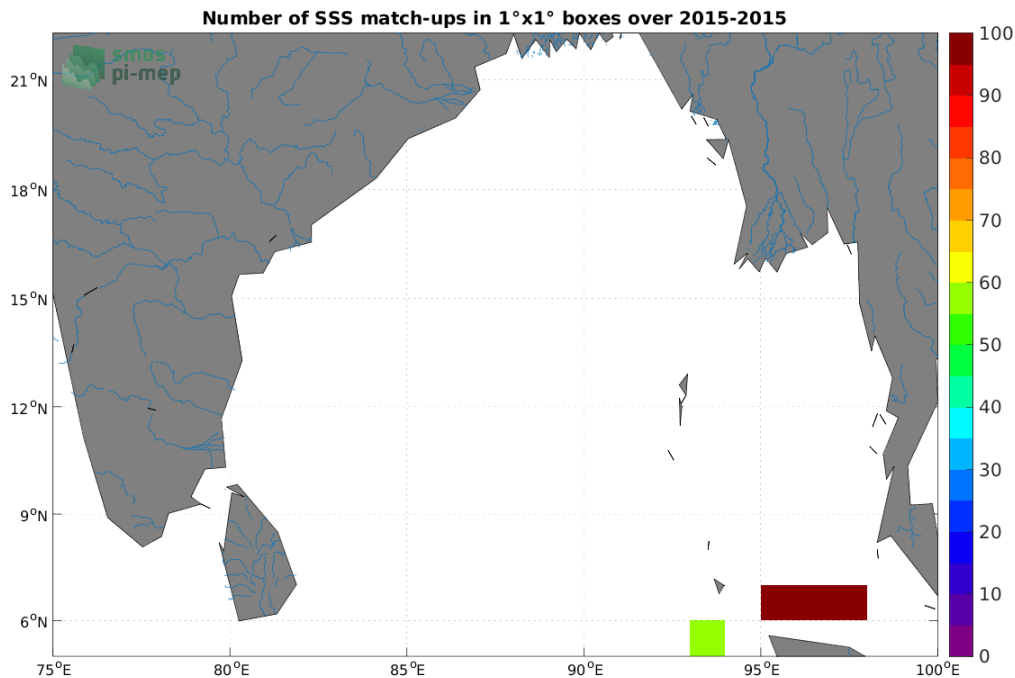 Number of SSS match-ups in 1°x1° boxes over 2015-2015
smos
pi-mep
21°N
18°N
15°N
12°N
9°N
6°N
75°E 80°E 85°E 90°E 95°E 100°E
100
90
80
70
60
50
40
30
20
10
0